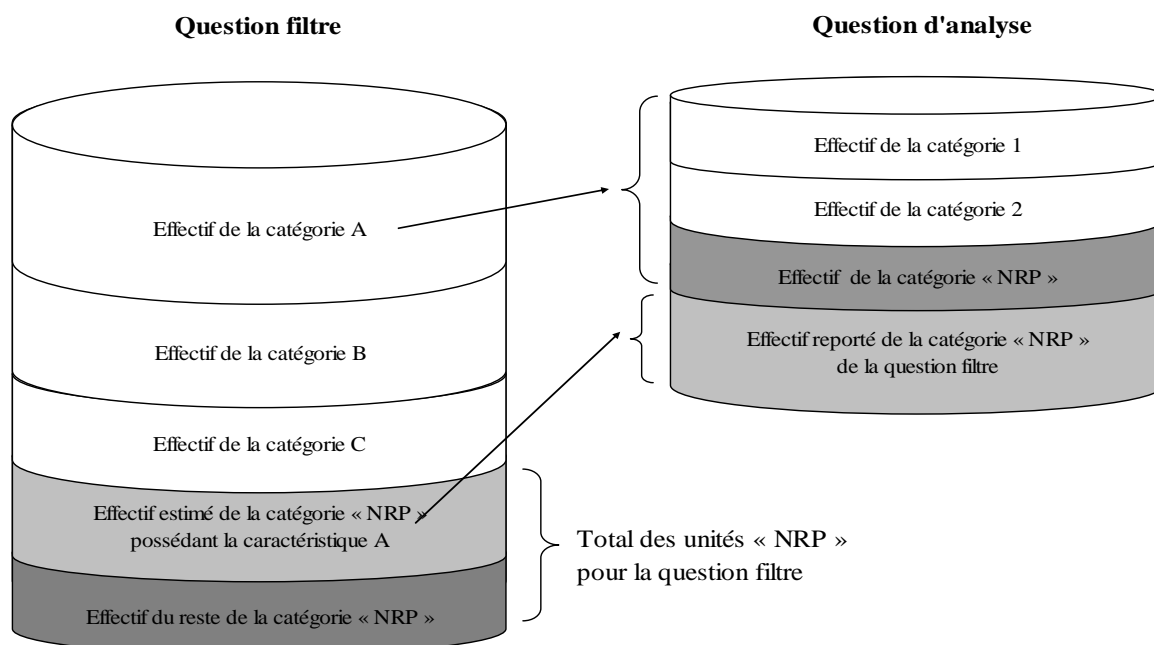 Question filtre
Effectif de la catégorie A
Effectif de la catégorie B
Effectif de la catégorie C
Effectif estimé de la catégorie « NRP »
possédant la caractéristique A
Effectif du reste de la catégorie « NRP »
Total des unités « NRP »
pour la question filtre
Question d'analyse
Effectif de la catégorie 1
Effectif de la catégorie 2
Effectif de la catégorie « NRP »
Effectif reporté de la catégorie « NRP »
de la question filtre